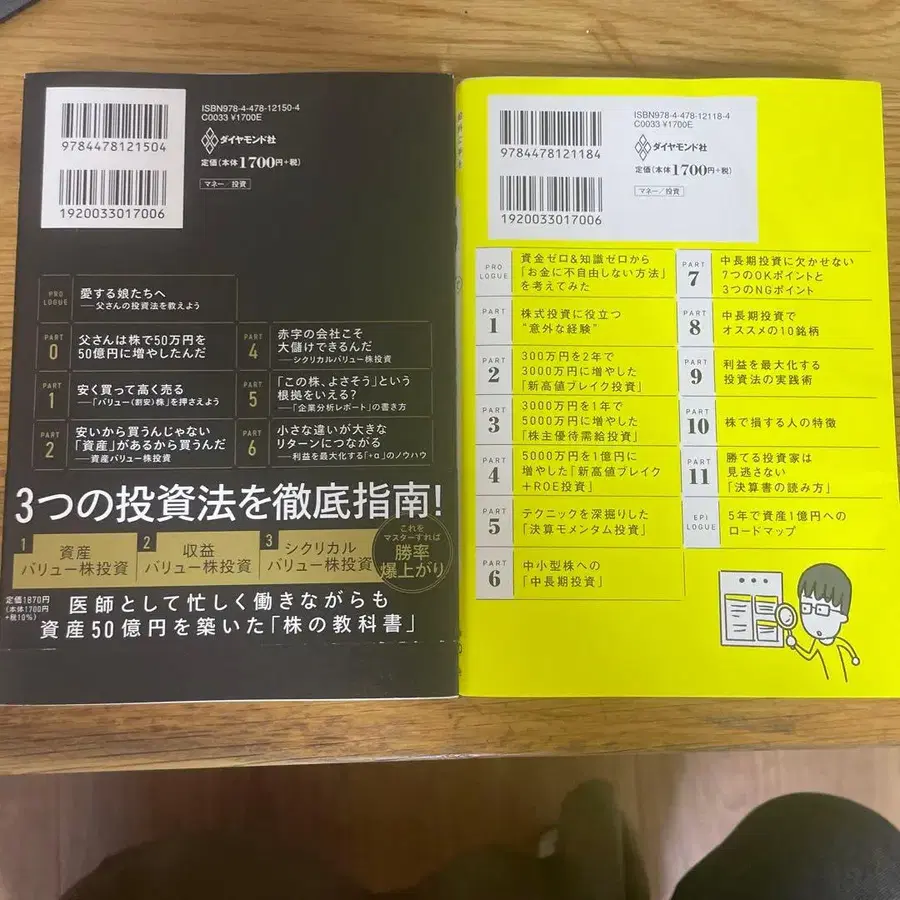 9784478121504
1920033017006
ISBN978-4-478-12150-4
C0033 ¥1700E
ダイヤモンド社
定価(本体1700円+税)
マネー/投資
PRO
LOGUE
愛する娘たちへ
──父さんの投資法を教えよう
PART
0
父さんは株で50万円を
50億円に増やしたんだ
PART
1
安く買って高く売る
──「バリュー(割安)株」を押さえよう
PART
2
安いから買うんじゃない
「資産」があるから買うんだ
──資産バリュー株投資
PART
4
赤字の会社こそ
大儲けできるんだ
──シクリカルバリュー株投資
PART
5
「この株、よさそう」という
根拠をいえる?
──「企業分析レポート」の書き方
PART
6
小さな違いが大きな
リターンにつながる
──利益を最大化する「+α」のノウハウ
3つの投資法を徹底指南!
1
資産
バリュー株投資
2
収益
バリュー株投資
3
シクリカル
バリュー株投資
これを
マスターすれば
勝率
爆上がり
定価1870円
(本体1700円
+税10%)
医師として忙しく働きながらも
資産50億円を築いた「株の教科書」
9784478121184
1920033017006
ISBN978-4-478-12118-4
C0033 ¥1700E
ダイヤモンド社
定価(本体1700円+税)
マネー/投資
PRO
LOGUE
資金ゼロ&知識ゼロから
「お金に不自由しない方法」
を考えてみた
PART
1
株式投資に役立つ
"意外な経験"
PART
2
300万円を2年で
3000万円に増やした
「新高値ブレイク投資」
PART
3
3000万円を1年で
5000万円に増やした
「株主優待需給投資」
PART
4
5000万円を1億円に
増やした「新高値ブレイク
+ROE投資」
PART
5
テクニックを深掘りした
「決算モメンタム投資」
PART
6
中小型株への
「中長期投資」
PART
7
中長期投資に欠かせない
7つのOKポイントと
3つのNGポイント
PART
8
中長期投資で
オススメの10銘柄
PART
9
利益を最大化する
投資法の実践術
PART
10
株で損する人の特徴
PART
11
勝てる投資家は
見逃さない
「決算書の読み方」
EPI
LOGUE
5年で資産1億円への
ロードマップ